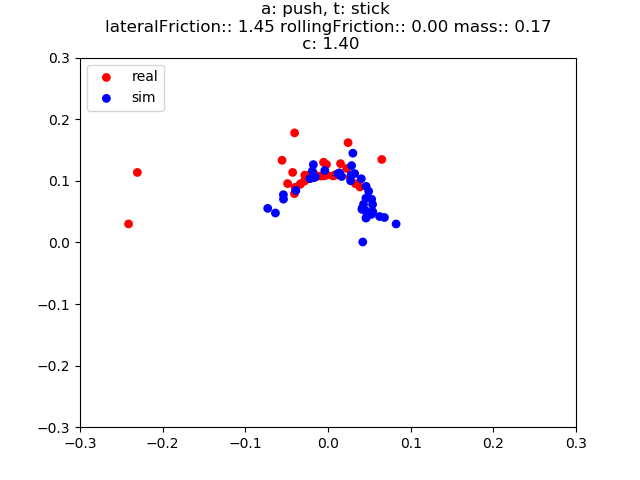 a: push, t: stick
lateralFriction:: 1.45 rollingFriction:: 0.00 mass:: 0.17
c: 1.40
real
sim
0.3
0.2
0.1
0.0
−0.1
−0.2
−0.3
−0.3 −0.2 −0.1 0.0 0.1 0.2 0.3